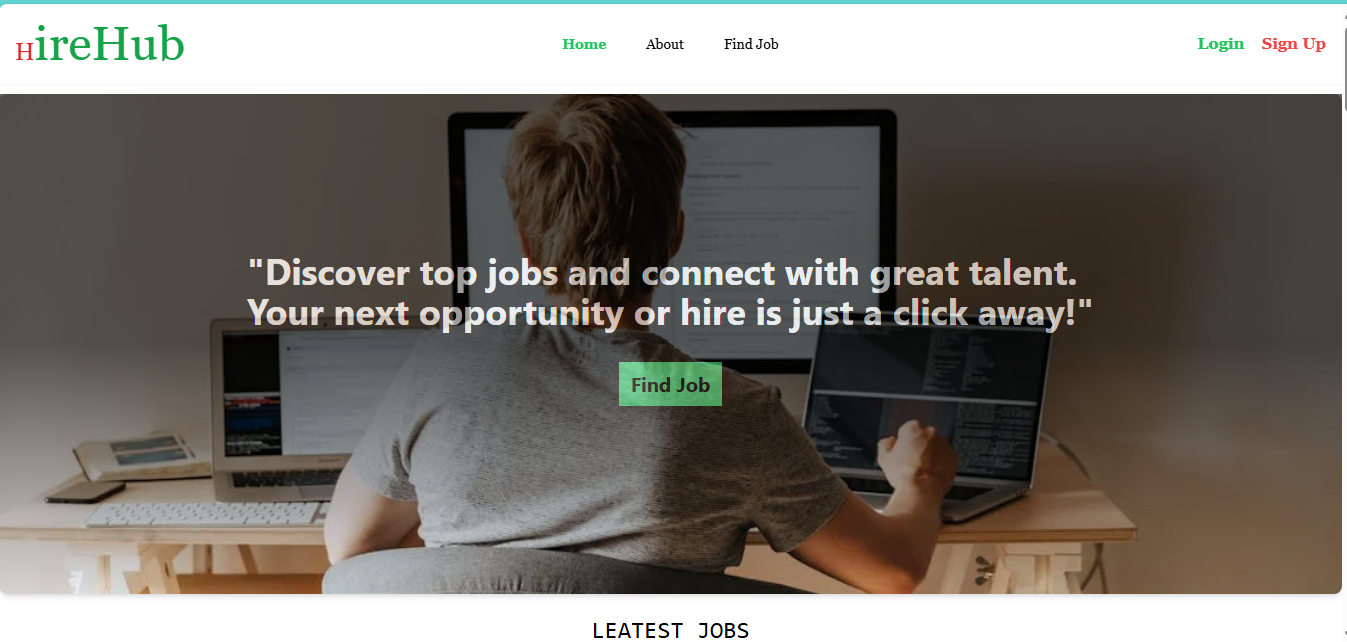 HireHub
Home About Find Job
Login Sign Up
"Discover top jobs and connect with great talent.
Your next opportunity or hire is just a click away!"
Find Job
LEATEST JOBS